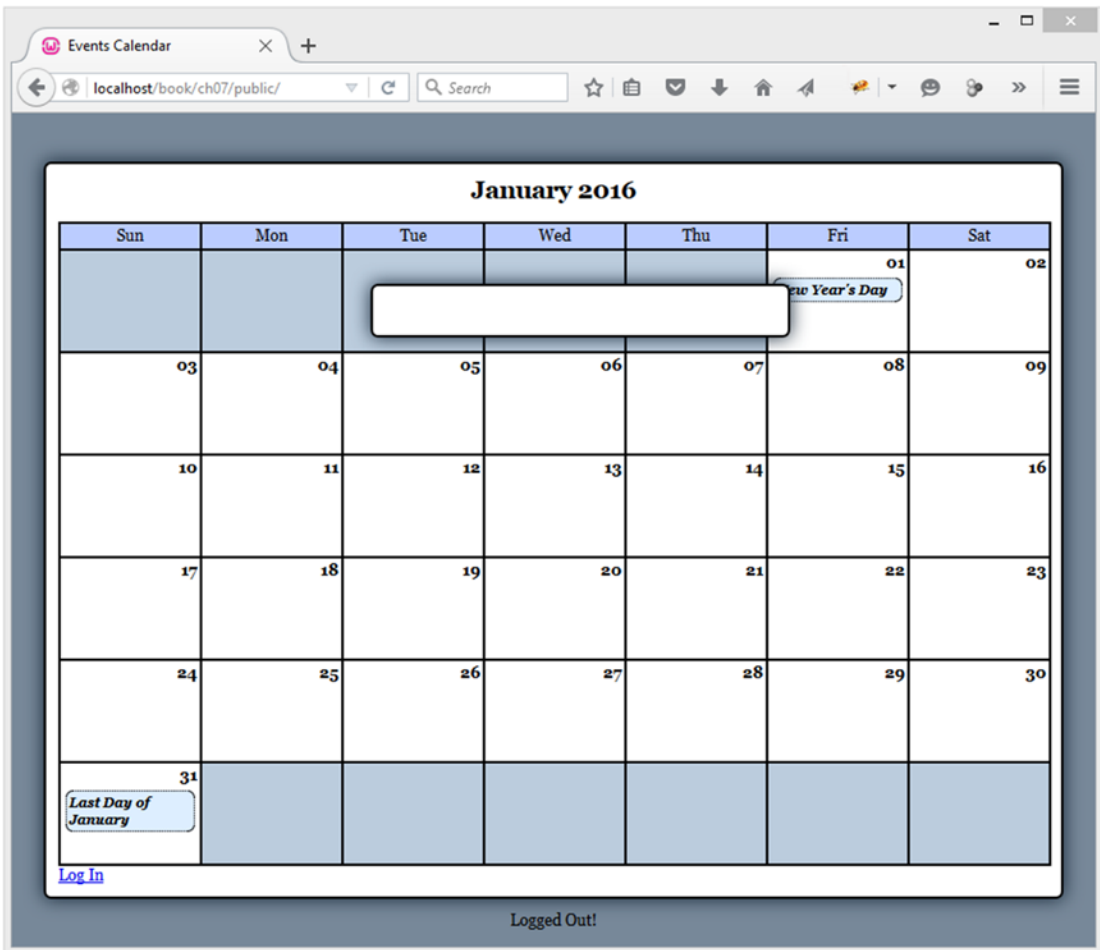 Events Calendar
localhost/book/ch07/public/
Search
January 2016
Sun Mon Tue Wed Thu Fri Sat
01 02
ew Year's Day
03 04 05 06 07 08 09
10 11 12 13 14 15 16
17 18 19 20 21 22 23
24 25 26 27 28 29 30
31
Last Day of
January
Log In
Logged Out!